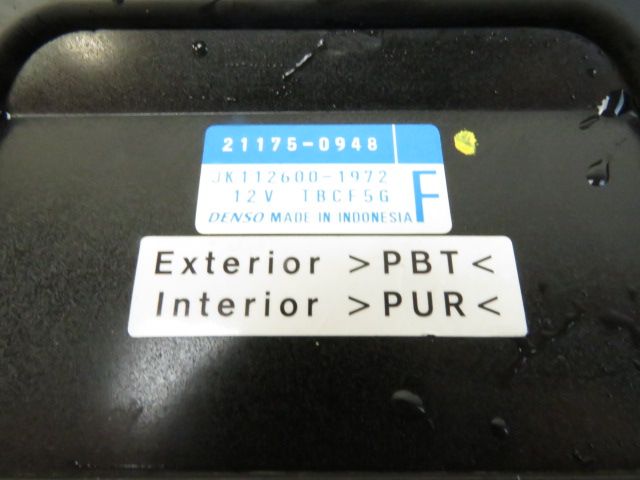 21175-0948
JK112600-1972
12V TBCF5G
F
DENSO MADE IN INDONESIA
Exterior >PBT<
Interior >PUR<